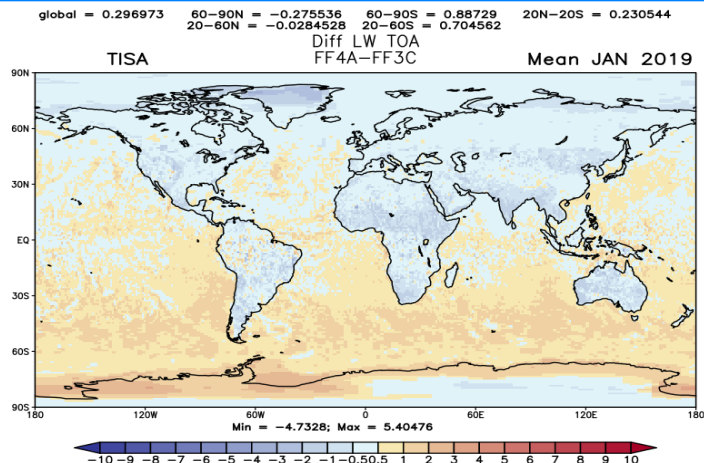 global = 0.296973 60−90N = −0.275536 60−90S = 0.88729 20N−20S = 0.230544
20−60N = −0.0284528 20−60S = 0.704562
Diff LW TOA
TISA FF4A−FF3C Mean JAN 2019
90N
60N
30N
EQ
30S
60S
90S
180 120W 60W 0 60E 120E 180
Min = −4.7328; Max = 5.40476
−10 −9 −8 −7 −6 −5 −4 −3 −2 −1 −0.5 0.5 1 2 3 4 5 6 7 8 9 10